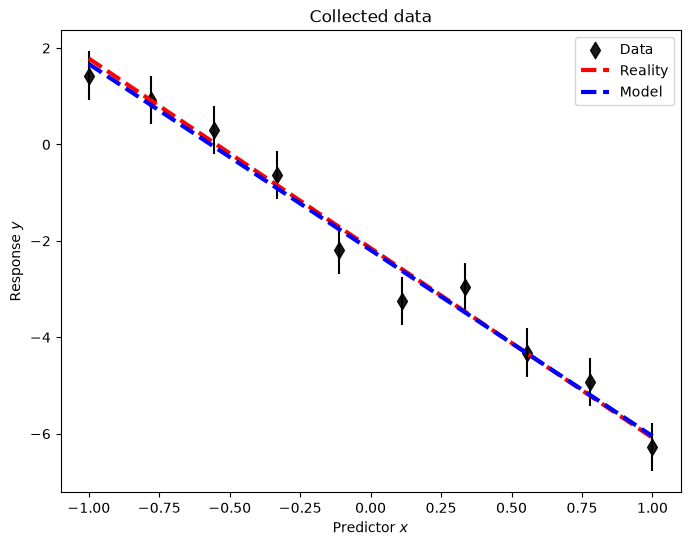 Collected data
Data
Reality
Model
2
0
−2
−4
−6
Response y
−1.00 −0.75 −0.50 −0.25 0.00 0.25 0.50 0.75 1.00
Predictor x